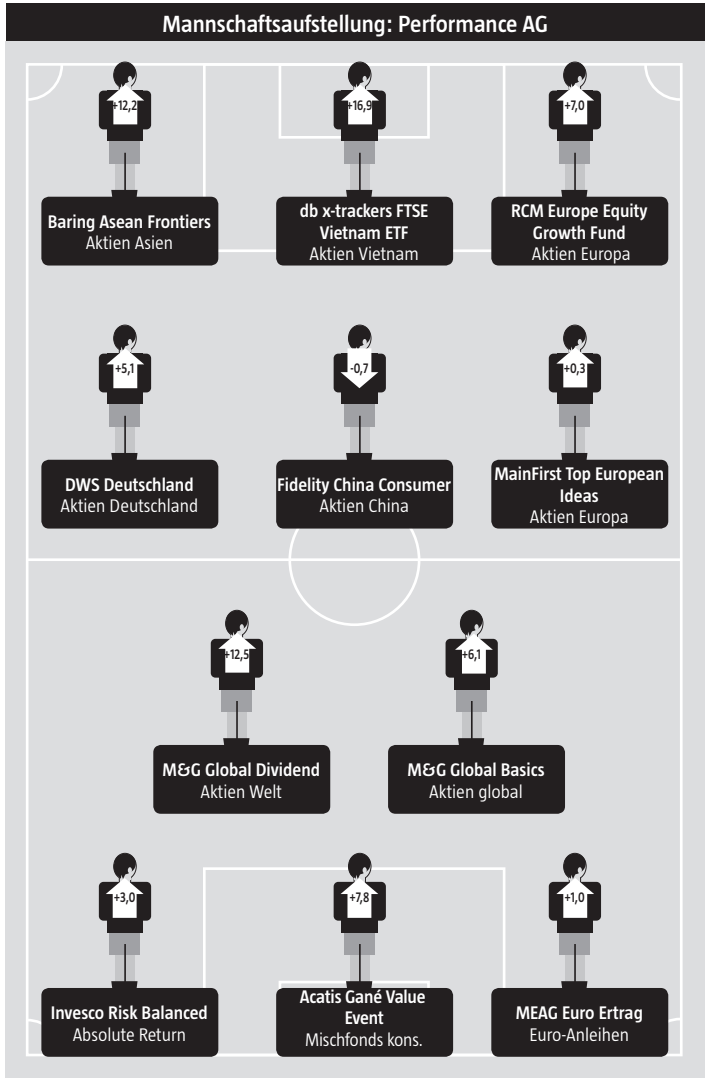 Mannschaftsaufstellung: Performance AG
+12,2
+16,9
+7,0
Baring Asean Frontiers
Aktien Asien
db x-trackers FTSE
Vietnam ETF
Aktien Vietnam
RCM Europe Equity
Growth Fund
Aktien Europa
+5,1
-0,7
+0,3
DWS Deutschland
Aktien Deutschland
Fidelity China Consumer
Aktien China
MainFirst Top European
Ideas
Aktien Europa
+12,5
+6,1
M&G Global Dividend
Aktien Welt
M&G Global Basics
Aktien global
+3,0
+7,8
+1,0
Invesco Risk Balanced
Absolute Return
Acatis Gané Value
Event
Mischfonds kons.
MEAG Euro Ertrag
Euro-Anleihen